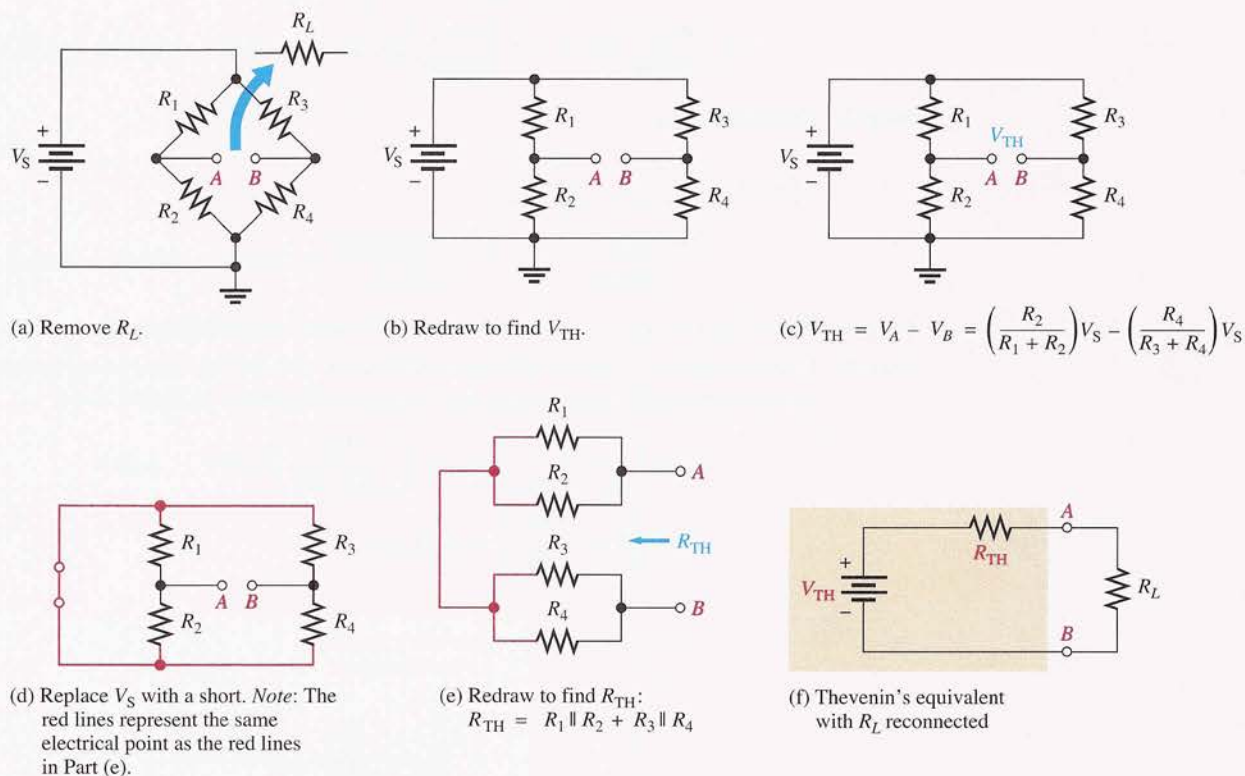 R_L
R_1 R_3
+ V_S −
A B
R_2 R_4
(a) Remove R_L.
+ V_S −
R_1 R_3
A B
R_2 R_4
(b) Redraw to find V_TH.
+ V_S −
R_1 V_TH R_3
A B
R_2 R_4
(c) V_TH = V_A − V_B = (R_2 / (R_1 + R_2)) V_S − (R_4 / (R_3 + R_4)) V_S
R_1 R_3
A B
R_2 R_4
(d) Replace V_S with a short. Note: The
red lines represent the same
electrical point as the red lines
in Part (e).
R_1
R_2 A
R_3 R_TH
R_4 B
(e) Redraw to find R_TH:
R_TH = R_1 ∥ R_2 + R_3 ∥ R_4
A
R_TH
+ V_TH −
R_L
B
(f) Thevenin's equivalent
with R_L reconnected